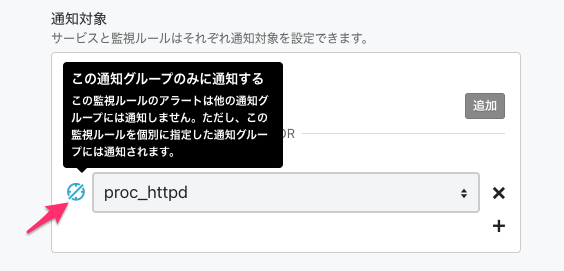 通知対象
サービスと監視ルールはそれぞれ通知対象を設定できます。
この通知グループのみに通知する
この監視ルールのアラートは他の通知グ
ループには通知しません。ただし、この
監視ルールを個別に指定した通知グルー
プには通知されます。
追加
OR
proc_httpd